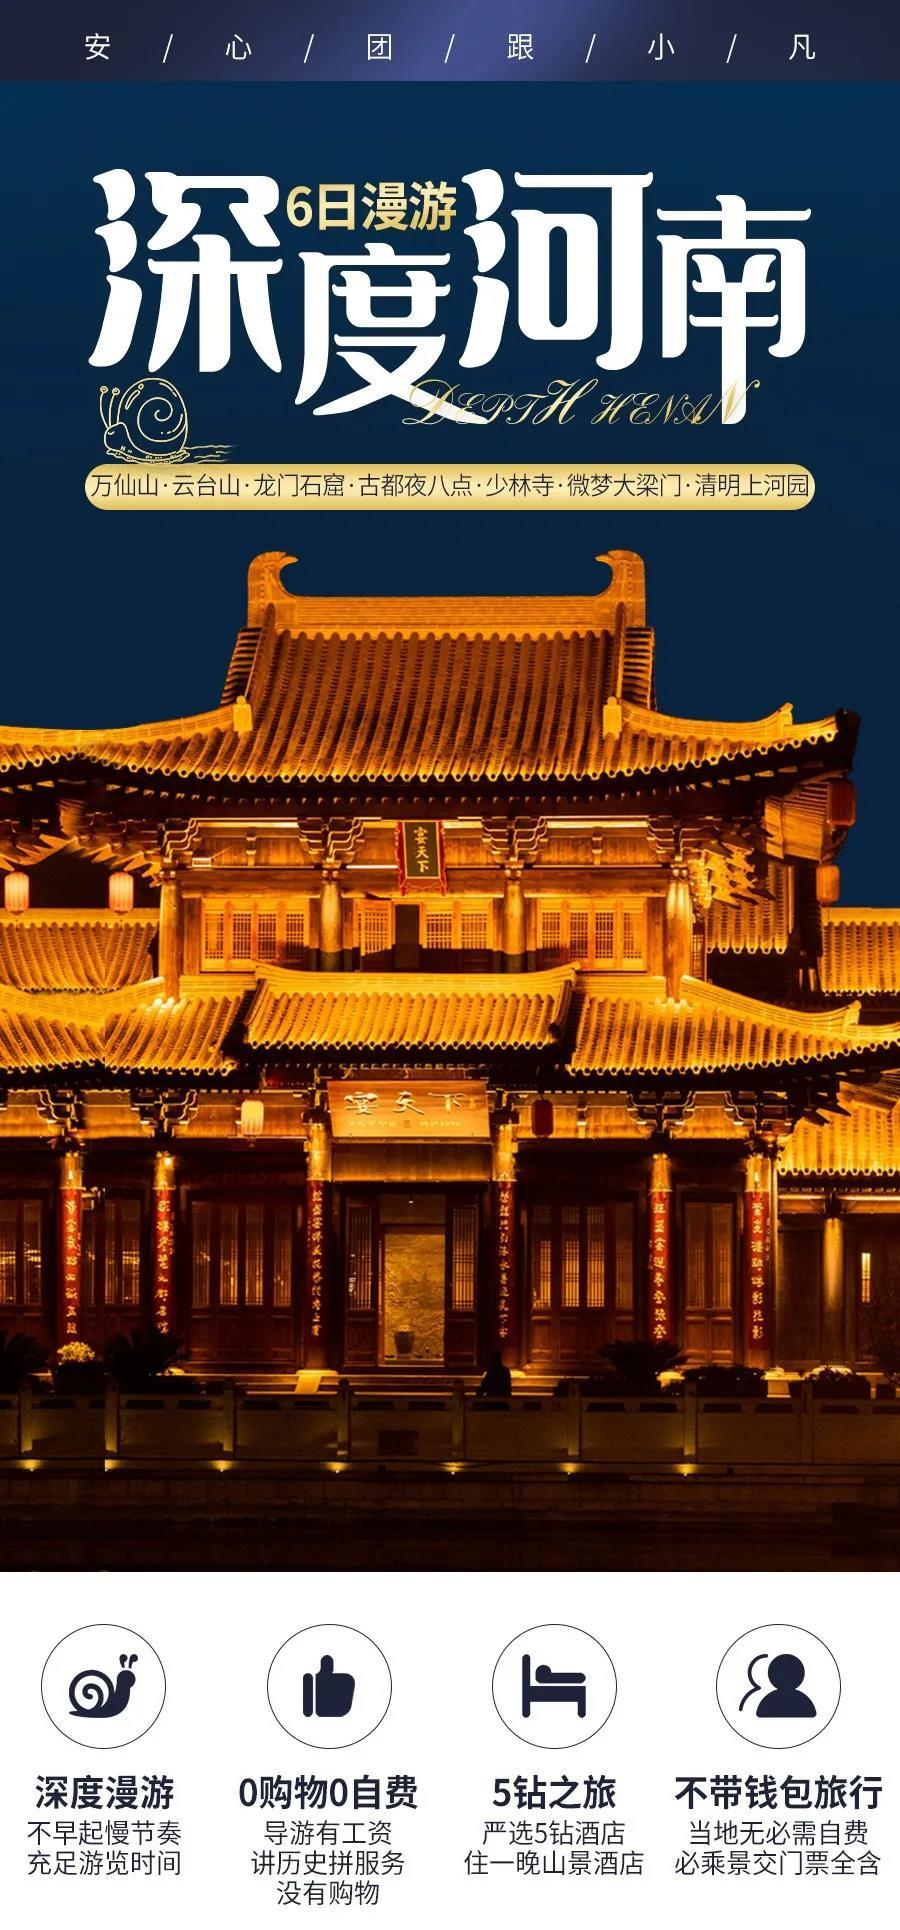 安 / 心 / 团 / 跟 / 小 / 凡
深度河南
6日漫游
DEPTH HENAN
万仙山·云台山·龙门石窟·古都夜八点·少林寺·微梦大梁门·清明上河园
宴天下
宴天下
深度漫游
不早起慢节奏
充足游览时间
0购物0自费
导游有工资
讲历史拼服务
没有购物
5钻之旅
严选5钻酒店
住一晚山景酒店
不带钱包旅行
当地无必需自费
必乘景交门票全含